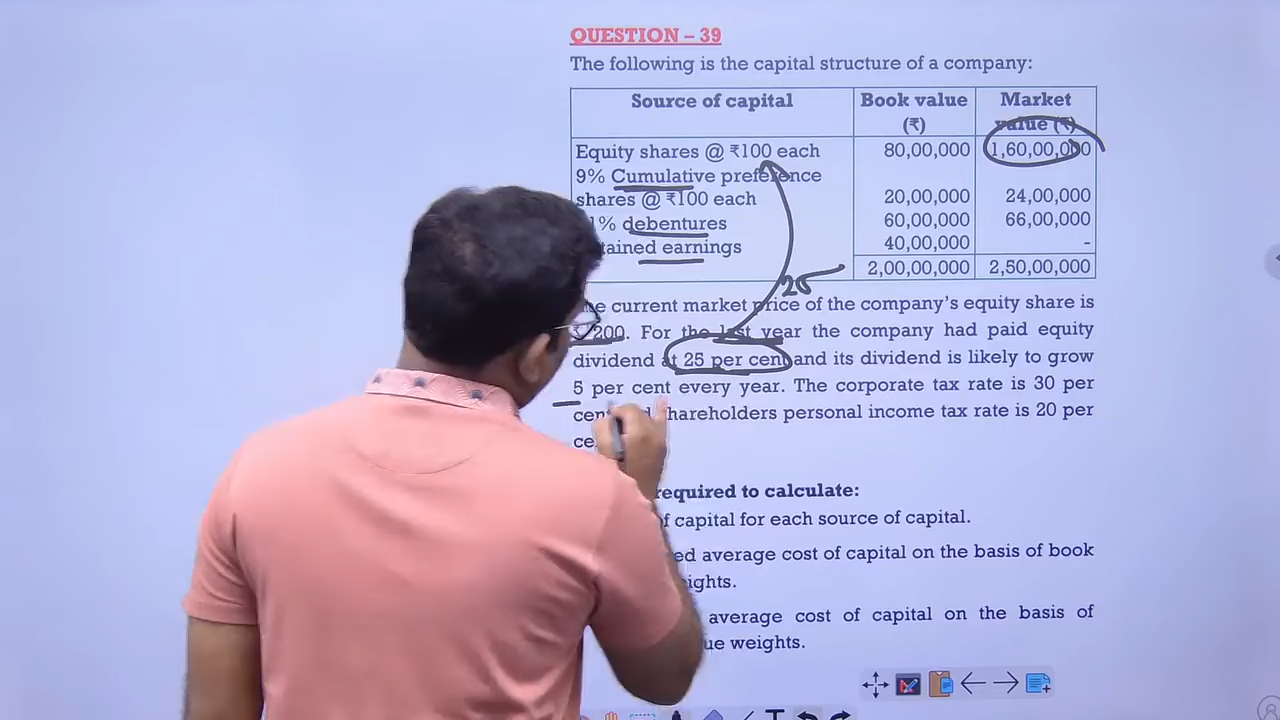 QUESTION – 39
The following is the capital structure of a company:
Source of capital Book value (₹) Market value (₹)
Equity shares @ ₹100 each 80,00,000 1,60,00,000
9% Cumulative preference
shares @ ₹100 each 20,00,000 24,00,000
1% debentures 60,00,000 66,00,000
tained earnings 40,00,000 -
2,00,00,000 2,50,00,000
25
he current market price of the company's equity share is
₹ 200. For the last year the company had paid equity
dividend at 25 per cent and its dividend is likely to grow
5 per cent every year. The corporate tax rate is 30 per
cent shareholders personal income tax rate is 20 per
ce
required to calculate:
f capital for each source of capital.
ed average cost of capital on the basis of book
ights.
average cost of capital on the basis of
ue weights.